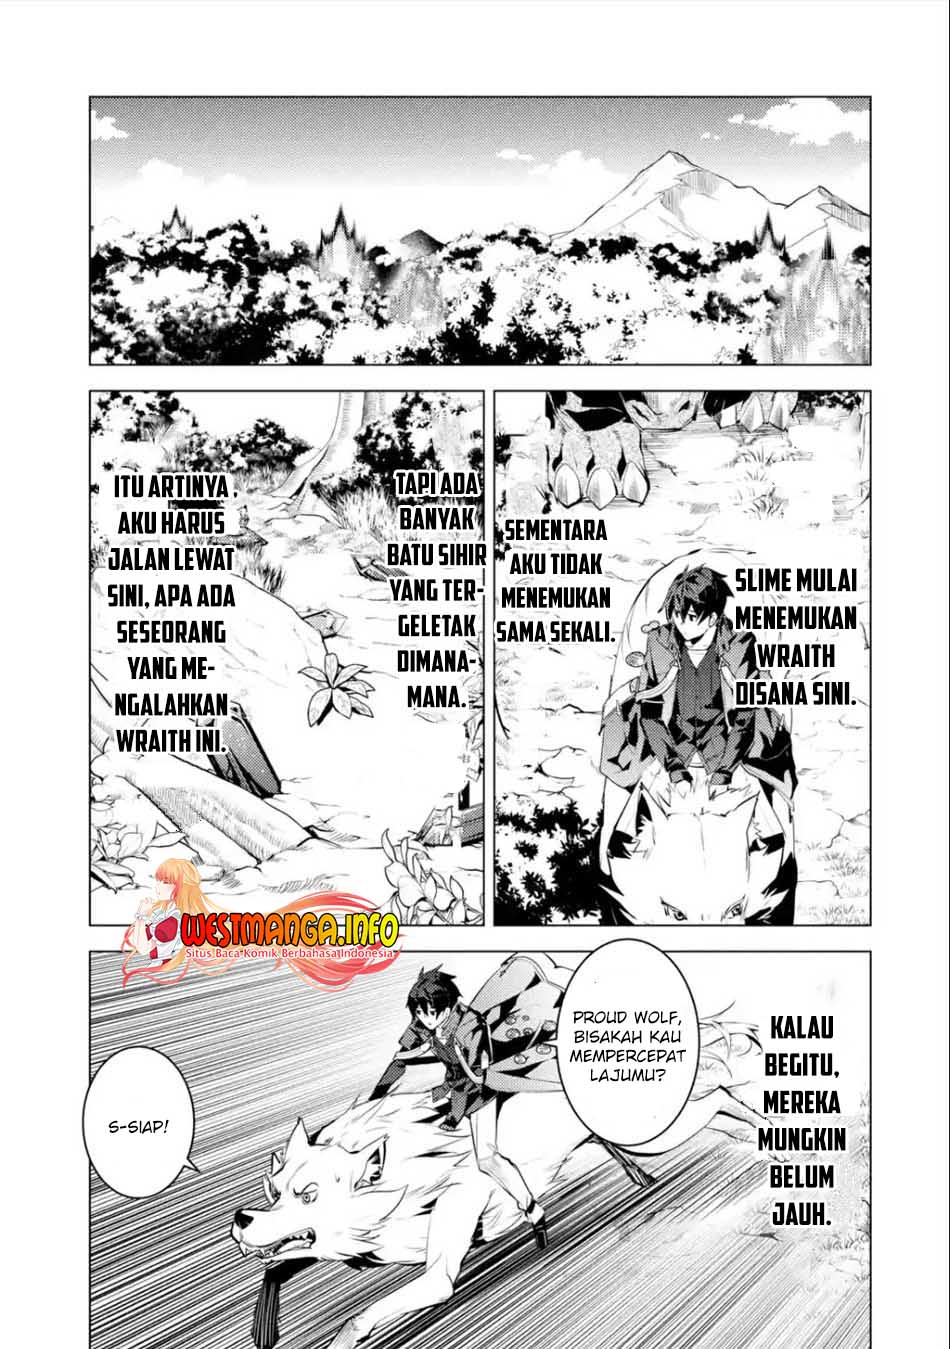 SLIME MULAI
MENEMUKAN
WRAITH
DISANA SINI.
SEMENTARA
AKU TIDAK
MENEMUKAN
SAMA SEKALI.
TAPI ADA
BANYAK
BATU SIHIR
YANG TER-
GELETAK
DIMANA-
MANA.
ITU ARTINYA ,
AKU HARUS
JALAN LEWAT
SINI, APA ADA
SESEORANG
YANG ME-
NGALAHKAN
WRAITH INI.
WESTMANGA.INFO
Situs Baca Komik Berbahasa Indonesia
KALAU
BEGITU,
MEREKA
MUNGKIN
BELUM
JAUH.
PROUD WOLF,
BISAKAH KAU
MEMPERCEPAT
LAJUMU?
S-SIAP!